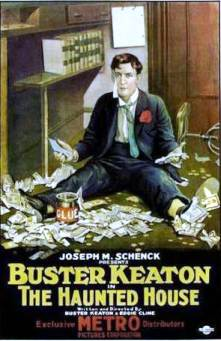 GLUE
JOSEPH M. SCHENCK
PRESENTS
BUSTER KEATON
IN
THE HAUNTED HOUSE
Written and Directed By
BUSTER KEATON & EDDIE CLINE
Exclusive METRO Distributors
PICTURES CORPORATION